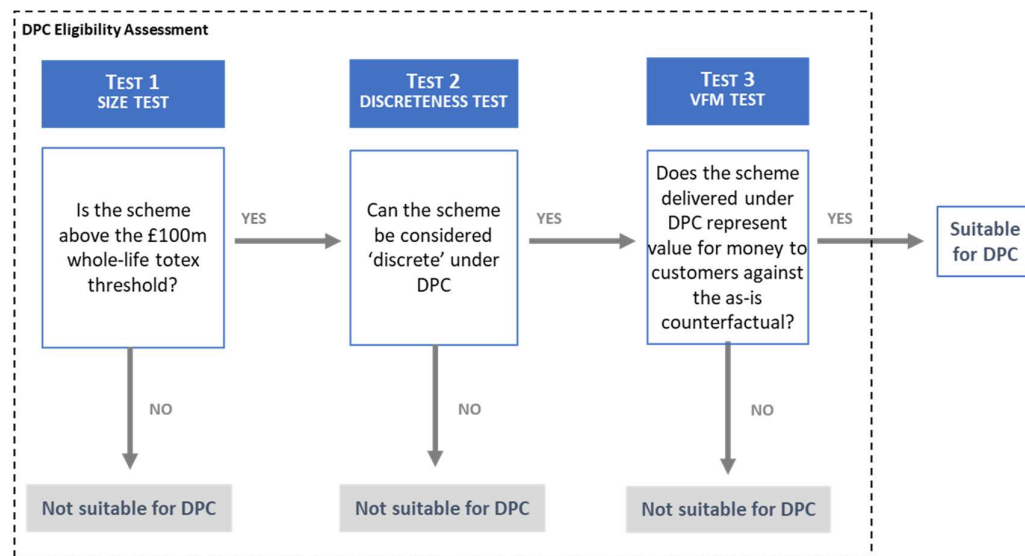 DPC Eligibility Assessment
TEST 1
SIZE TEST
TEST 2
DISCRETENESS TEST
TEST 3
VFM TEST
Is the scheme
above the £100m
whole-life totex
threshold?
YES
Can the scheme
be considered
‘discrete’ under
DPC
YES
Does the scheme
delivered under
DPC represent
value for money to
customers against
the as-is
counterfactual?
YES
Suitable
for DPC
NO
NO
NO
Not suitable for DPC
Not suitable for DPC
Not suitable for DPC